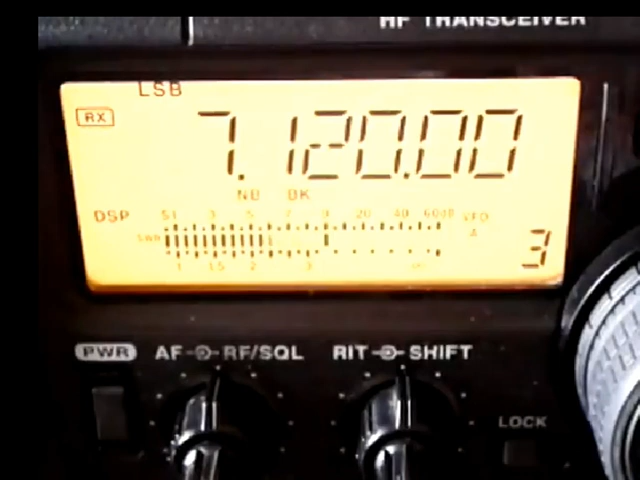 HF TRANSCEIVER
LSB
RX
7.120.00
NB BK
DSP S1 3 5 7 9 20 40 60dB VFO
SWR A 3
1 1.5 2 3 ∞
PWR AF RF/SQL RIT SHIFT
LOCK